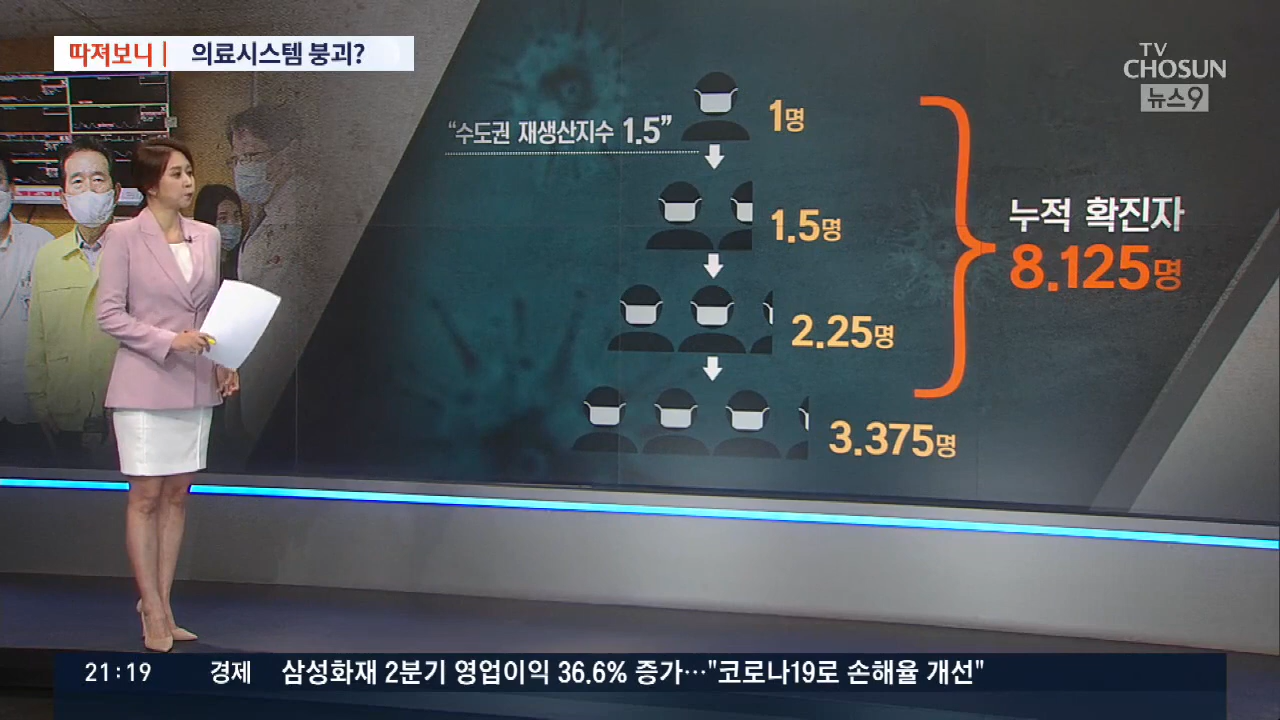 따져보니 | 의료시스템 붕괴?
TV
CHOSUN
뉴스9
“수도권 재생산지수 1.5”
1명
1.5명
2.25명
3.375명
누적 확진자
8.125명
21:19 경제 삼성화재 2분기 영업이익 36.6% 증가…"코로나19로 손해율 개선"